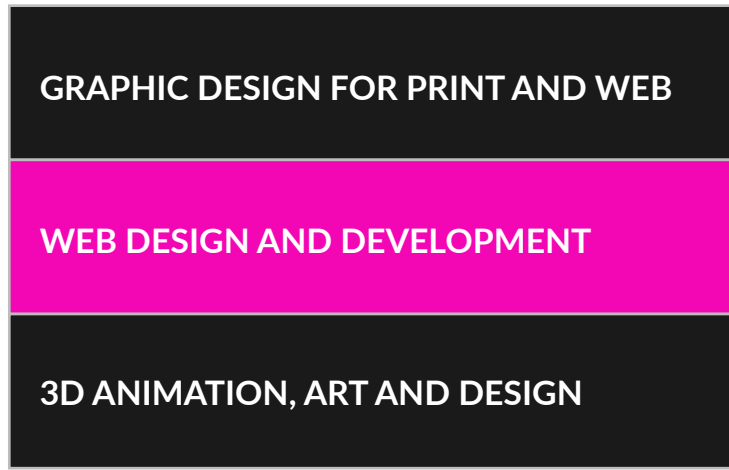 GRAPHIC DESIGN FOR PRINT AND WEB
WEB DESIGN AND DEVELOPMENT
3D ANIMATION, ART AND DESIGN